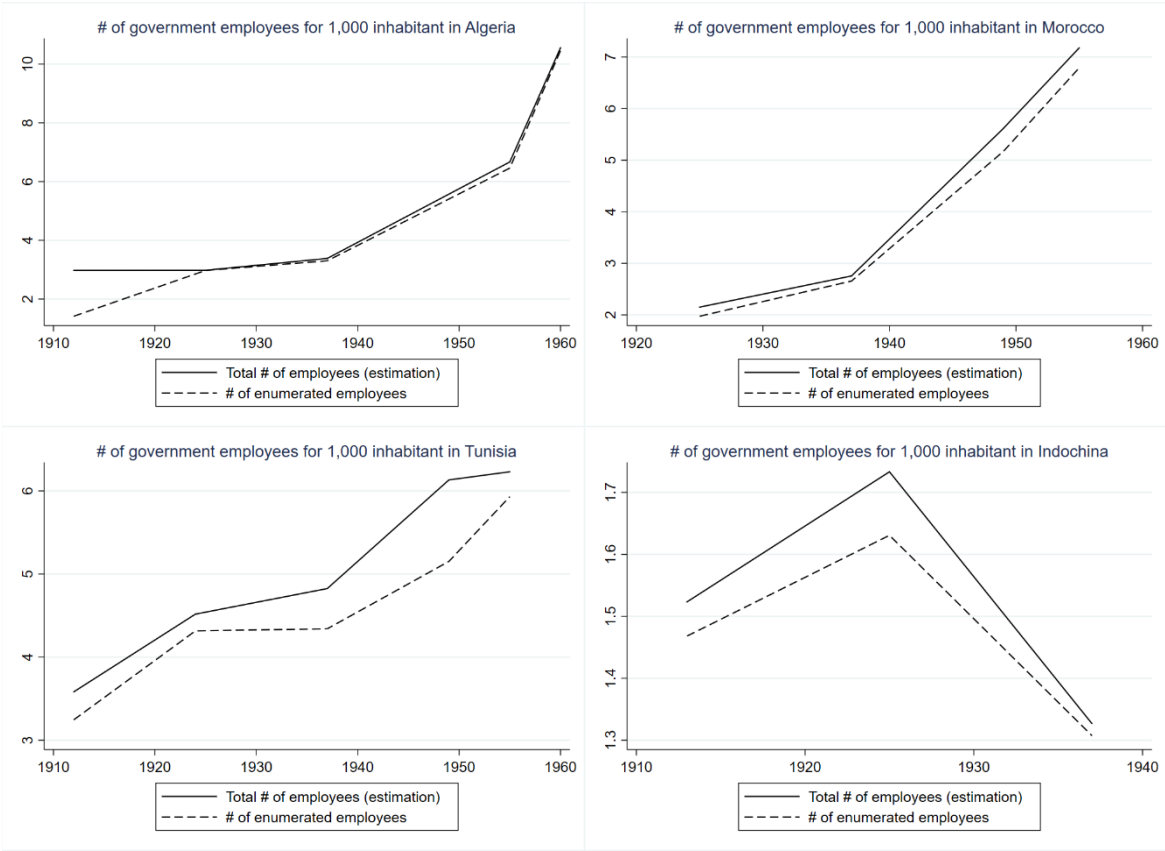 # of government employees for 1,000 inhabitant in Algeria
10
8
6
4
2
1910 1920 1930 1940 1950 1960
Total # of employees (estimation)
# of enumerated employees
# of government employees for 1,000 inhabitant in Morocco
7
6
5
4
3
2
1920 1930 1940 1950 1960
Total # of employees (estimation)
# of enumerated employees
# of government employees for 1,000 inhabitant in Tunisia
6
5
4
3
1910 1920 1930 1940 1950 1960
Total # of employees (estimation)
# of enumerated employees
# of government employees for 1,000 inhabitant in Indochina
1.7
1.6
1.5
1.4
1.3
1910 1920 1930 1940
Total # of employees (estimation)
# of enumerated employees